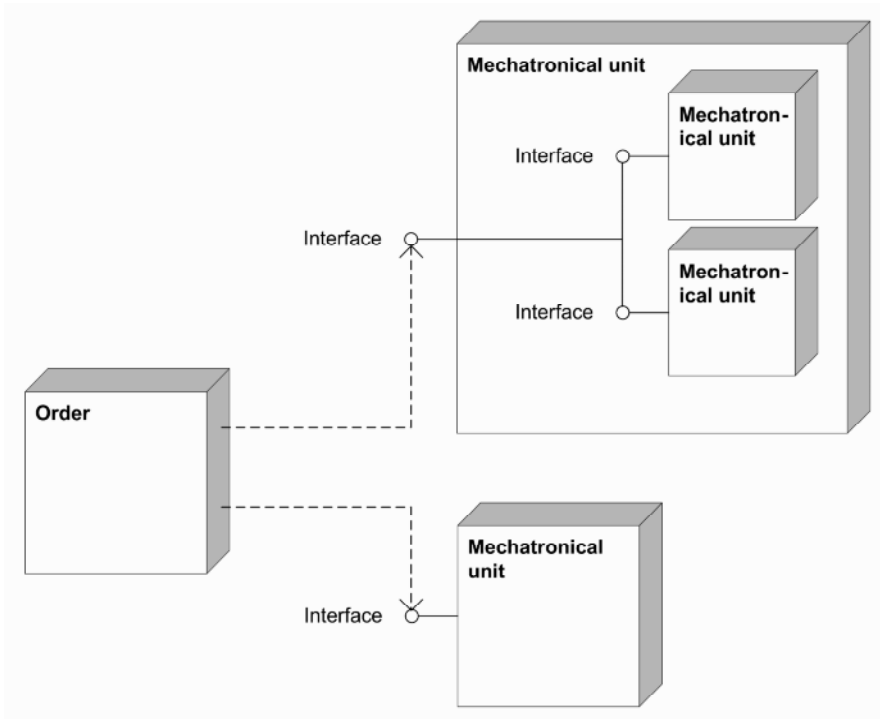 Mechatronical unit
Mechatron-
ical unit
Interface
Interface
Mechatron-
ical unit
Interface
Order
Mechatronical
unit
Interface